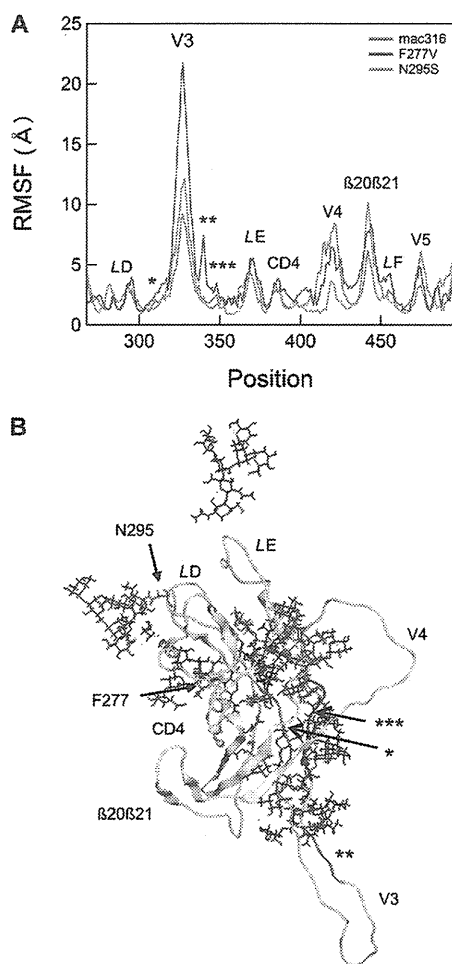 A
V3
mac316
F277V
N295S
25
20
15
10
5
0
RMSF (Å)
**
ß20ß21
V4
LE
LD
*
***
CD4
LF
V5
300
350
400
450
Position
B
N295
LD
LE
V4
F277
***
CD4
*
ß20ß21
**
V3